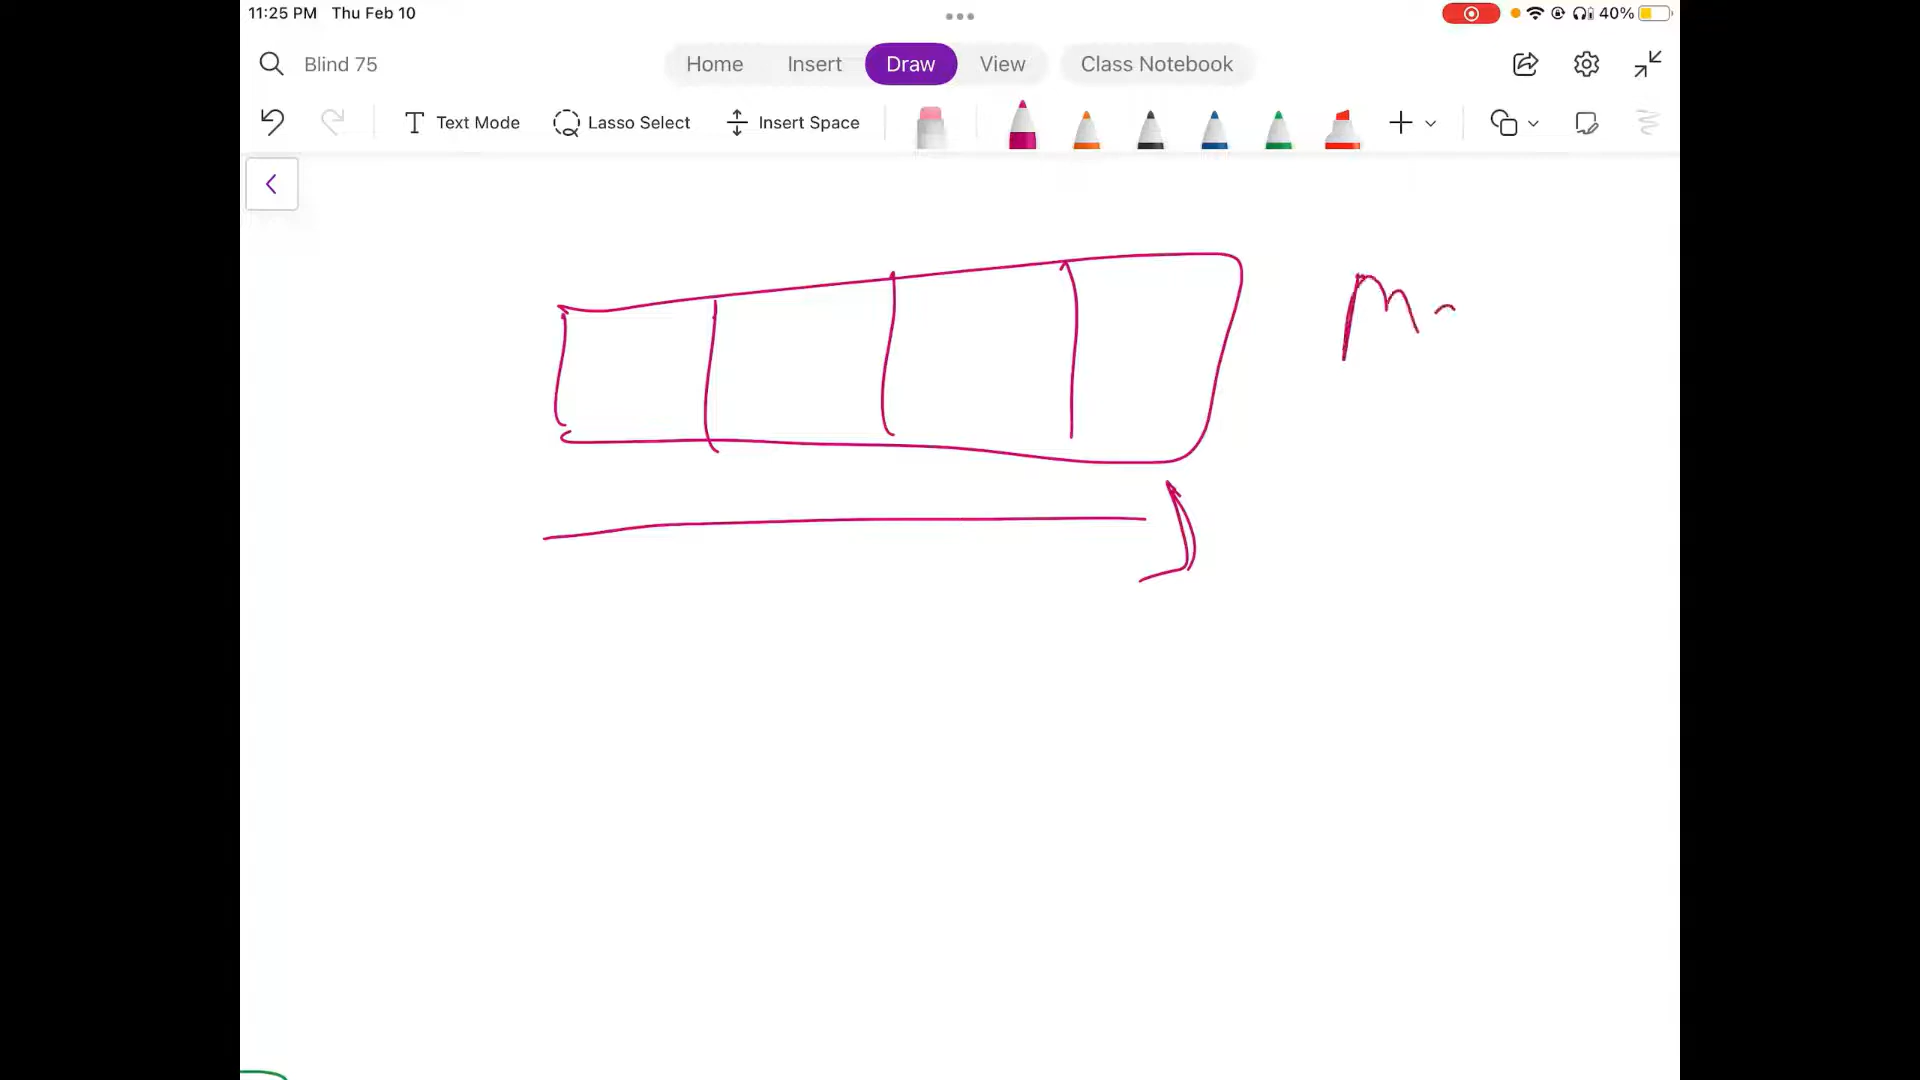 11:25 PM Thu Feb 10 40%
Blind 75 Home Insert Draw View Class Notebook
Text Mode Lasso Select Insert Space
M